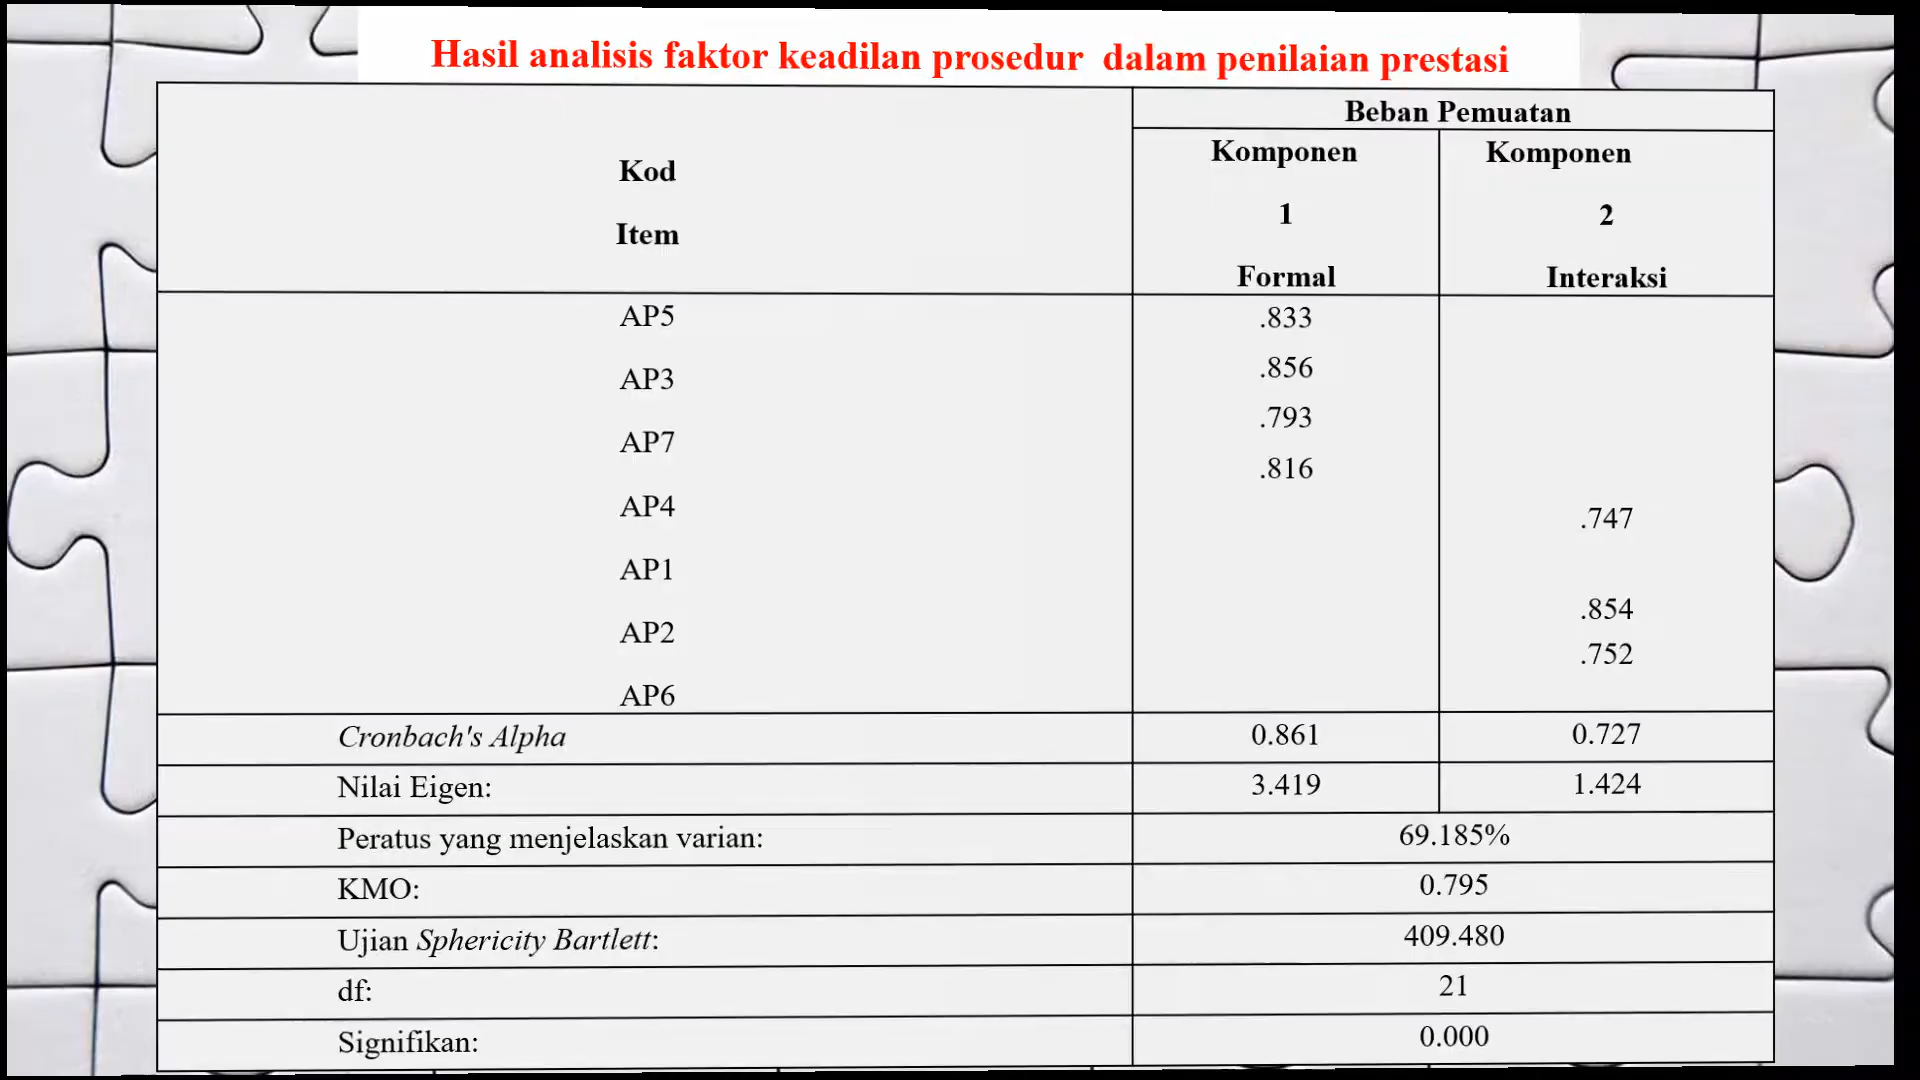 Hasil analisis faktor keadilan prosedur dalam penilaian prestasi
Kod
Item
Beban Pemuatan
Komponen
1
Formal
Komponen
2
Interaksi
AP5
AP3
AP7
AP4
AP1
AP2
AP6
.833
.856
.793
.816
.747
.854
.752
Cronbach's Alpha 0.861 0.727
Nilai Eigen: 3.419 1.424
Peratus yang menjelaskan varian: 69.185%
KMO: 0.795
Ujian Sphericity Bartlett: 409.480
df: 21
Signifikan: 0.000